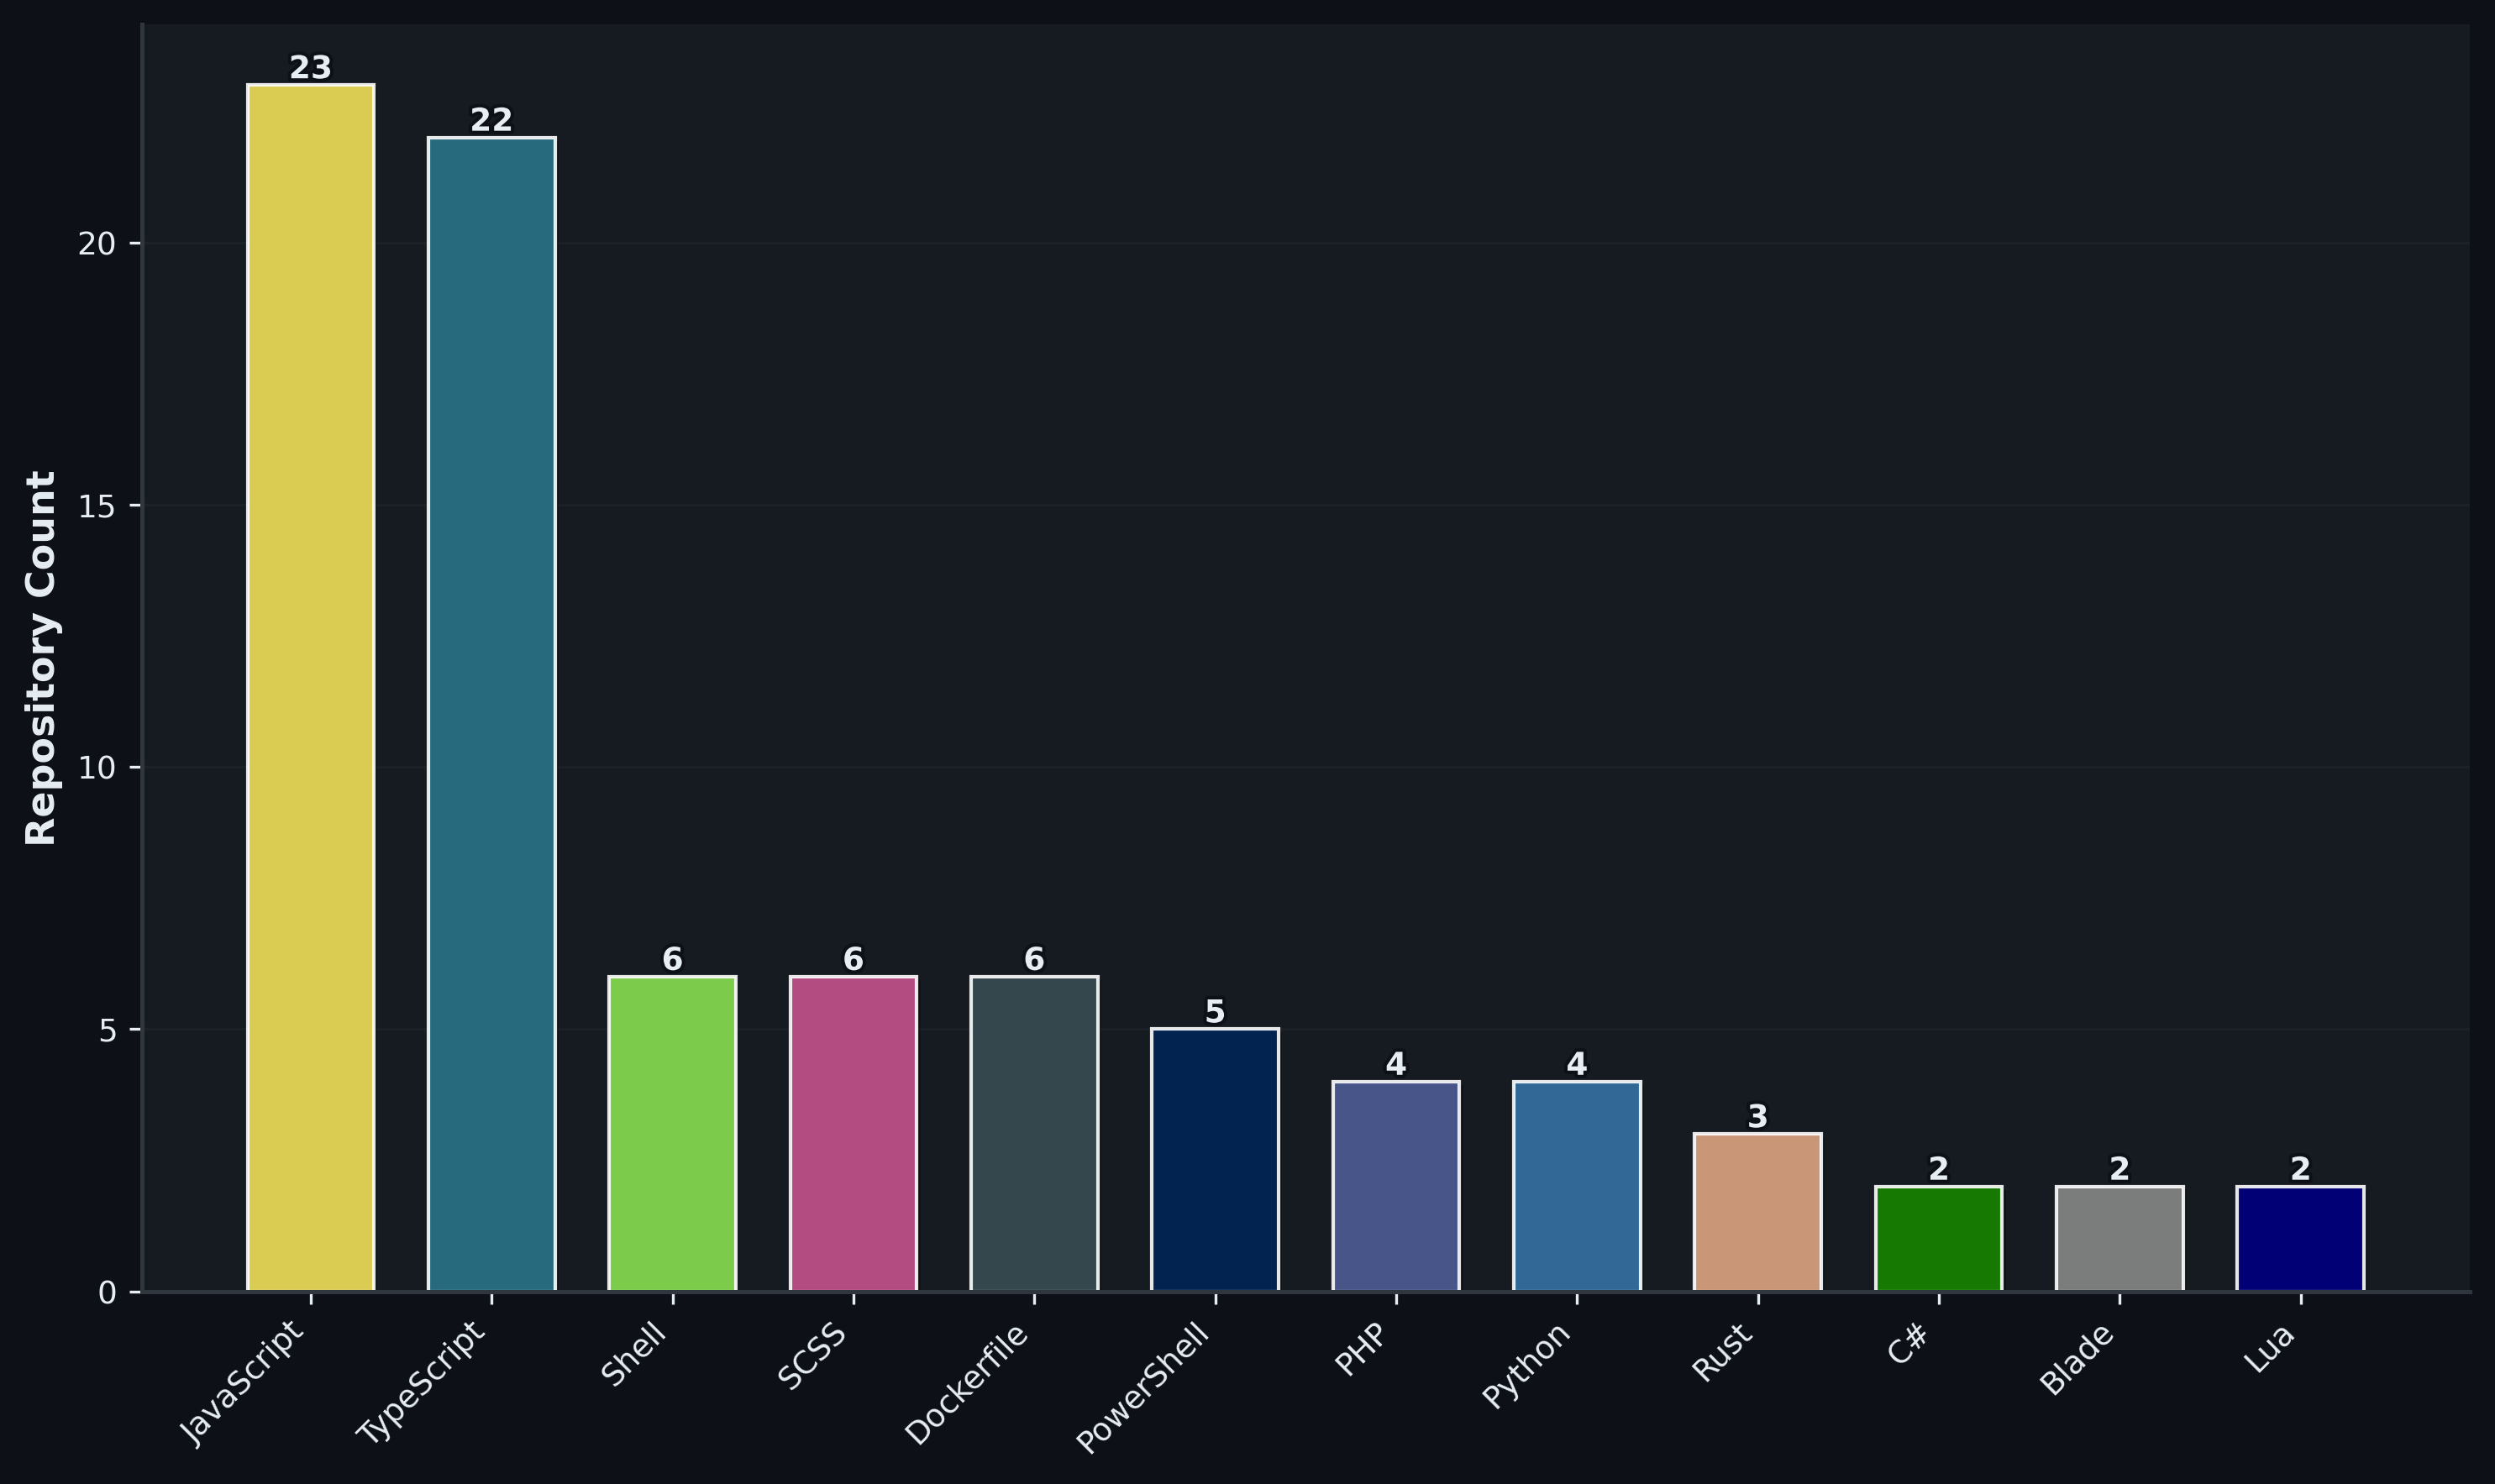 Repository Count
20
15
10
5
0
23
22
6
6
6
5
4
4
3
2
2
2
JavaScript
TypeScript
Shell
SCSS
Dockerfile
PowerShell
PHP
Python
Rust
C#
Blade
Lua